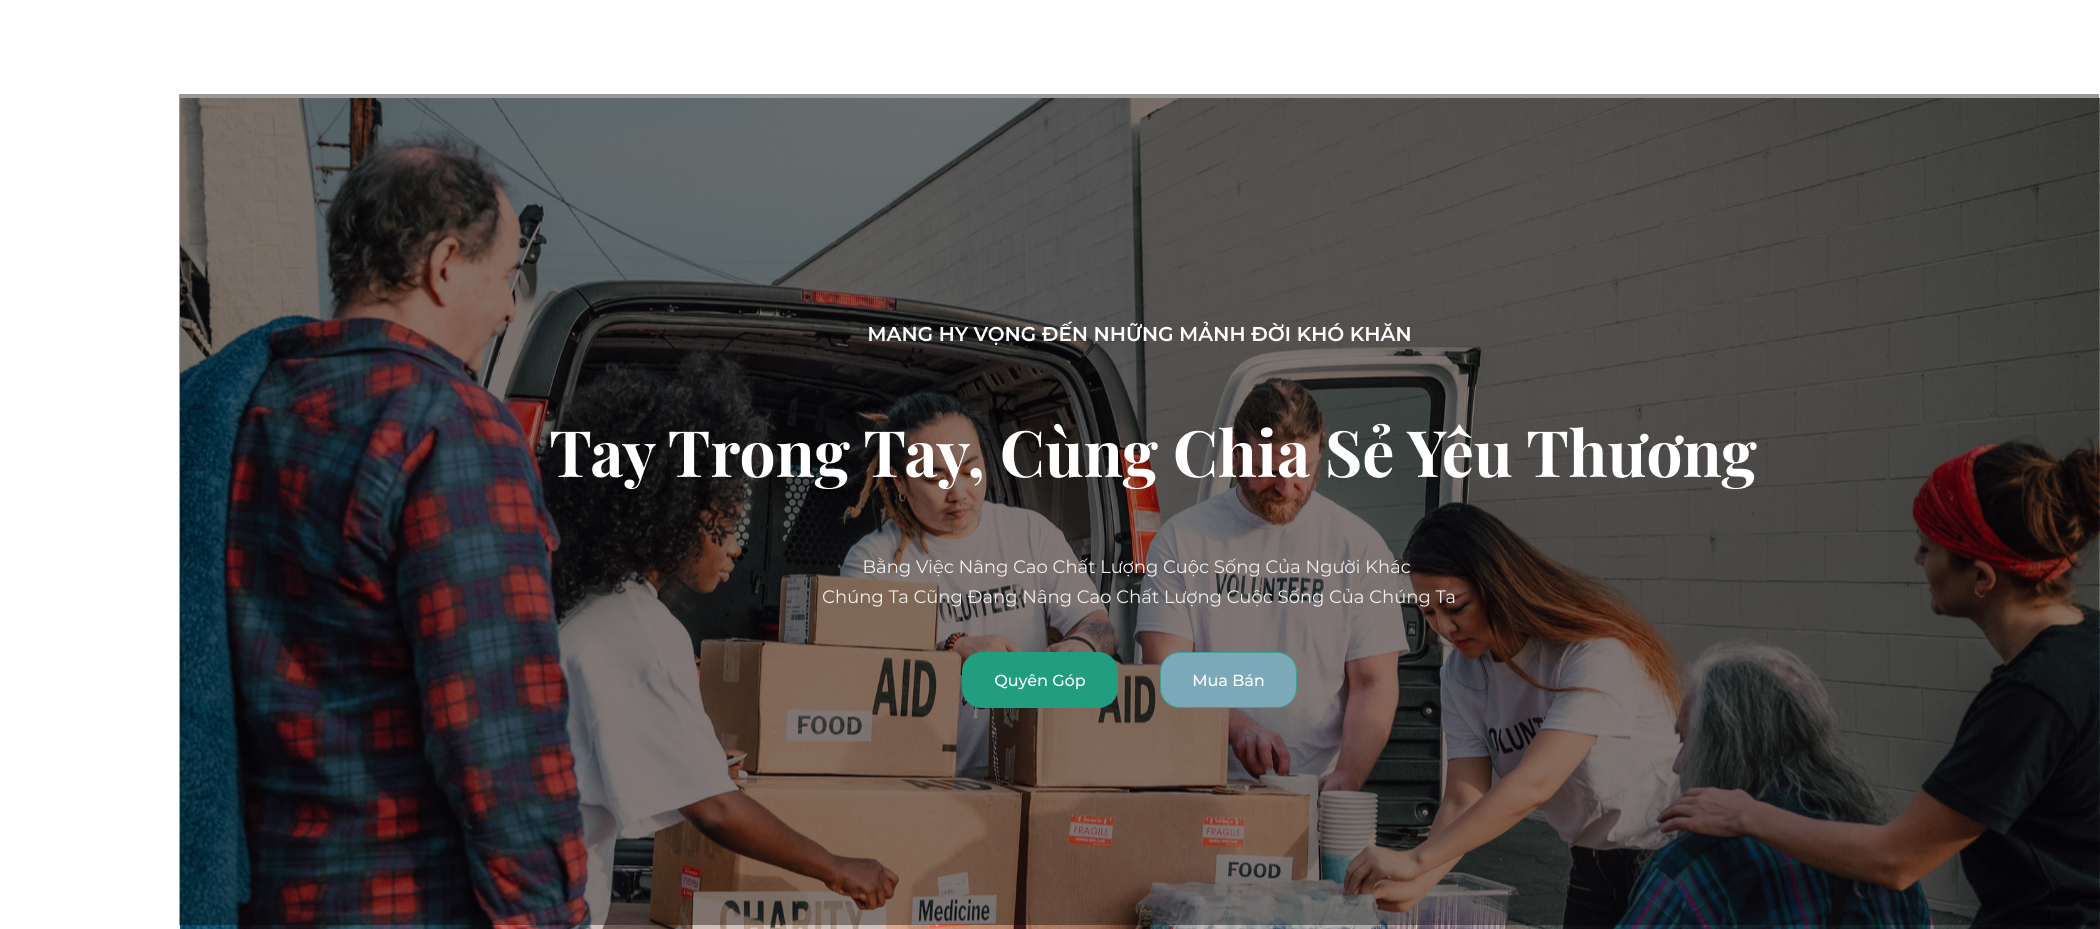 MANG HY VỌNG ĐẾN NHỮNG MẢNH ĐỜI KHÓ KHĂN
Tay Trong Tay, Cùng Chia Sẻ Yêu Thương
Bằng Việc Nâng Cao Chất Lượng Cuộc Sống Của Người Khác
VOLUNTEER
Chúng Ta Cũng Đang Nâng Cao Chất Lượng Cuộc Sống Của Chúng Ta
Quyên Góp
Mua Bán
AID
AID
FOOD
FRAGILE
FRAGILE
FOOD
CHARITY
Medicine